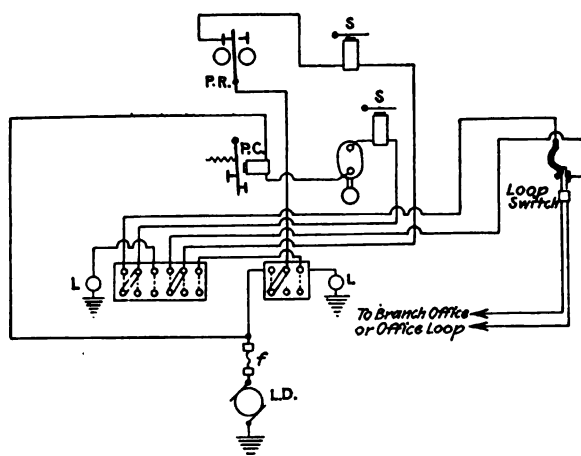 S
P.R.
S
P.C.
Loop
Switch
L
L
To Branch Office
or Office Loop
f
L.D.